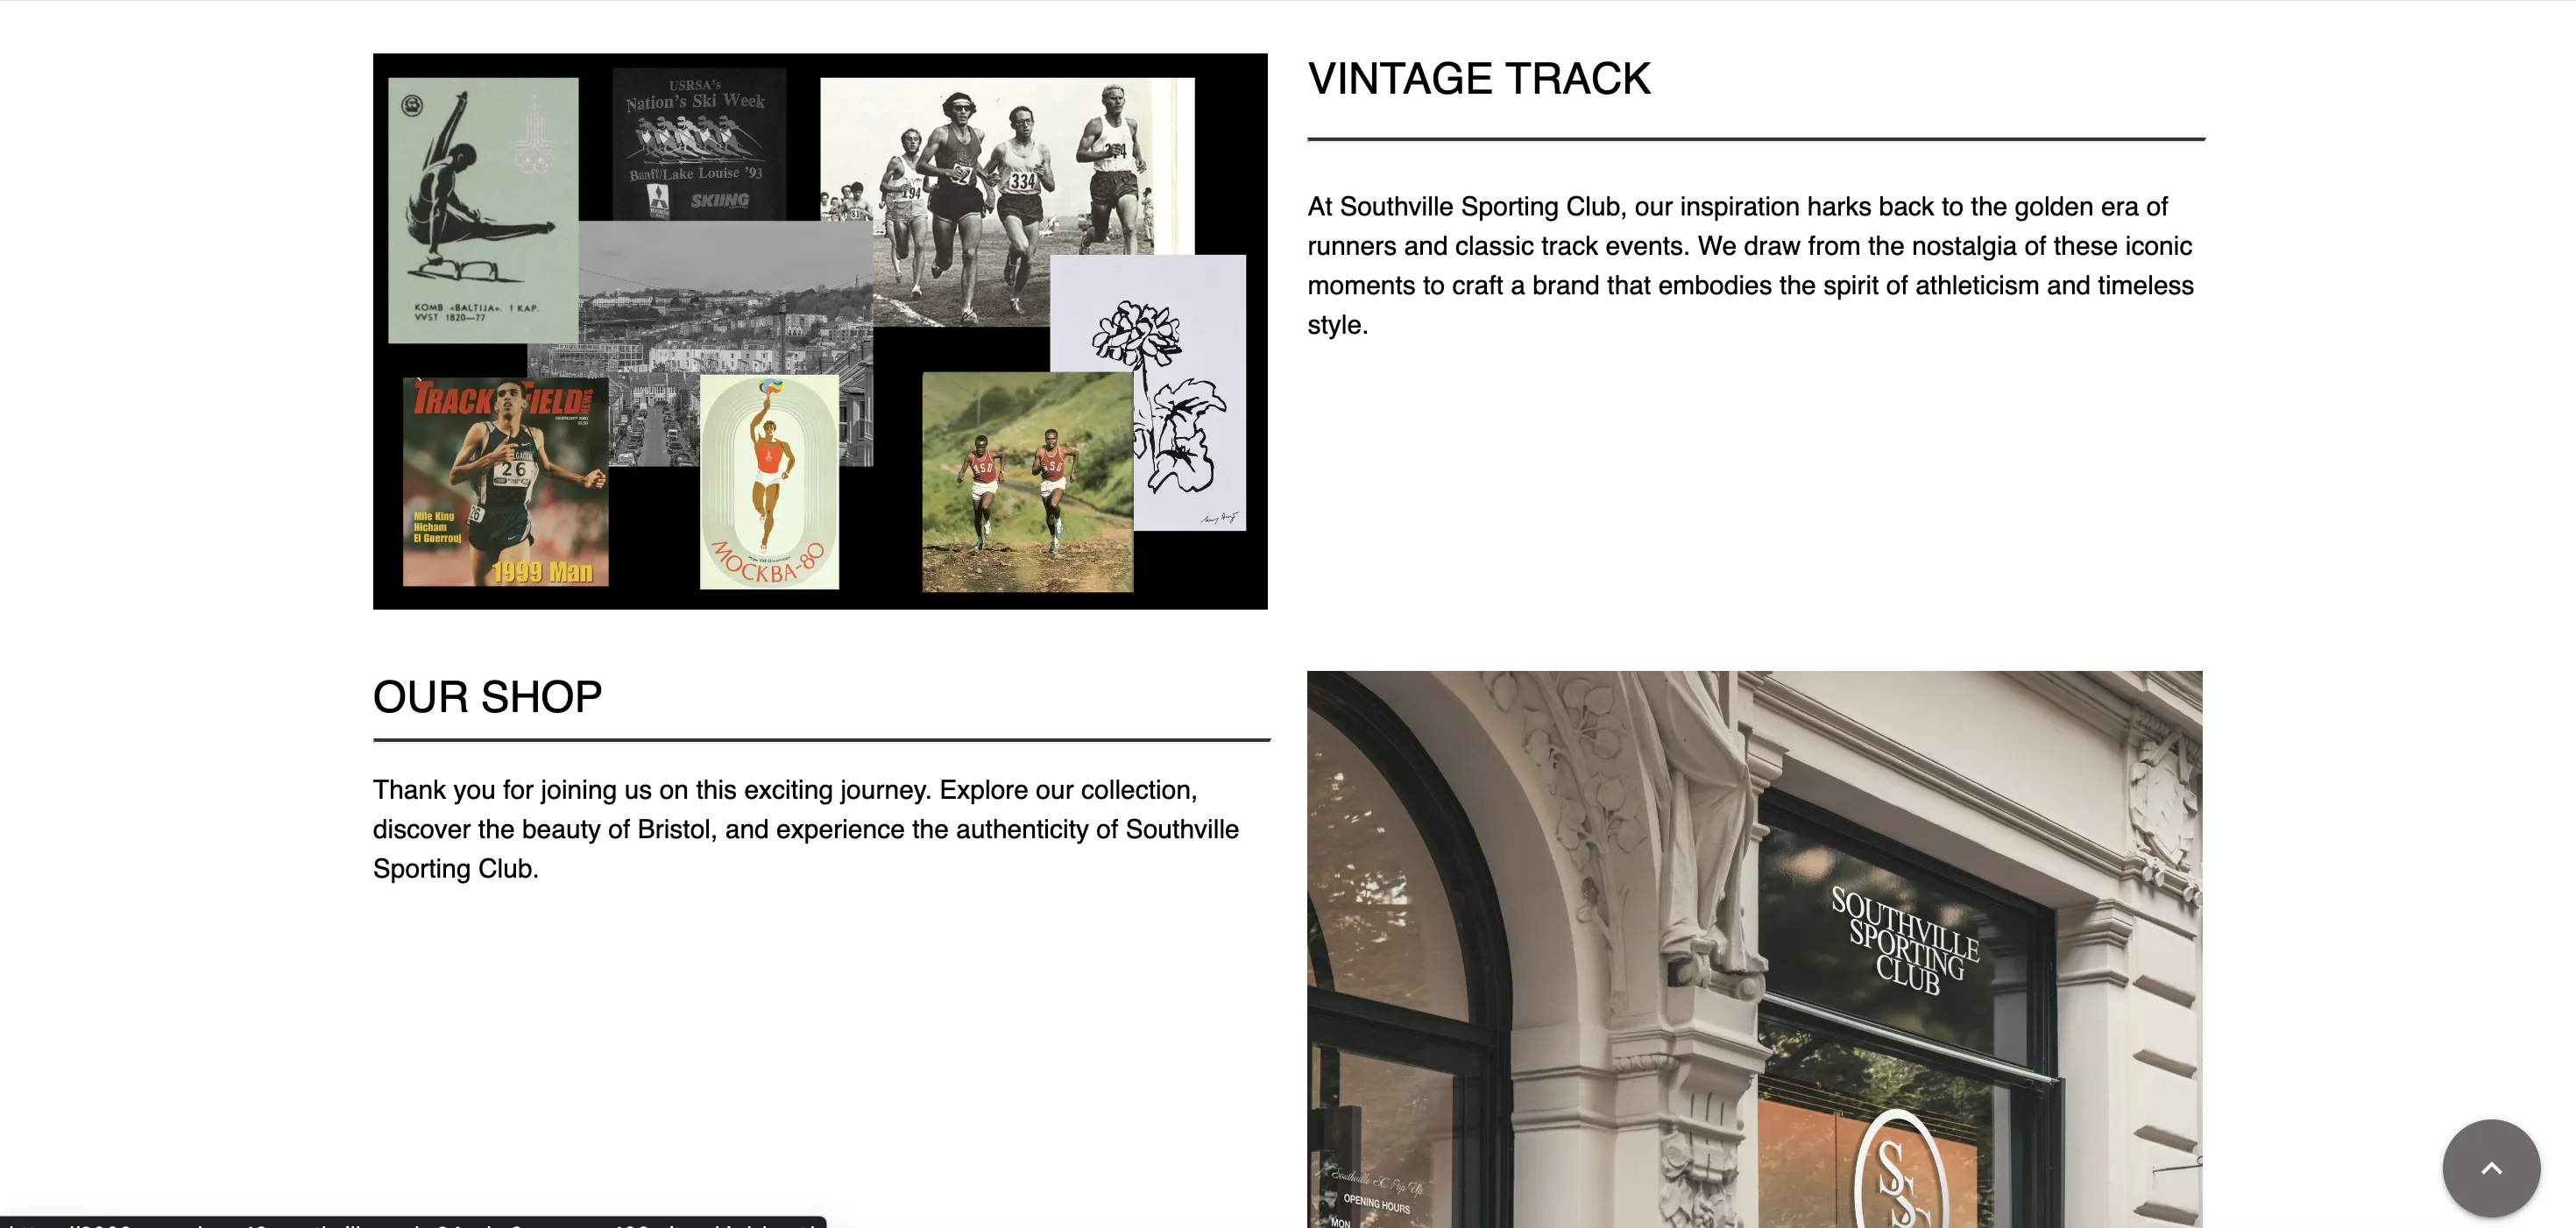 USRSA's
Nation's Ski Week
Banff/Lake Louise '93
SKIING
KOMB «BALTIJA». 1 KAP.
VVST 1820—77
194
334
TRACK FIELD NEWS
26
26
Mile King
Hicham
El Guerrouj
1999 Man
МОСКВА-80
ASU
ASU
VINTAGE TRACK
At Southville Sporting Club, our inspiration harks back to the golden era of
runners and classic track events. We draw from the nostalgia of these iconic
moments to craft a brand that embodies the spirit of athleticism and timeless
style.
OUR SHOP
Thank you for joining us on this exciting journey. Explore our collection,
discover the beauty of Bristol, and experience the authenticity of Southville
Sporting Club.
SOUTHVILLE
SPORTING
CLUB
SS
Southville SC Pop Up
OPENING HOURS
MON